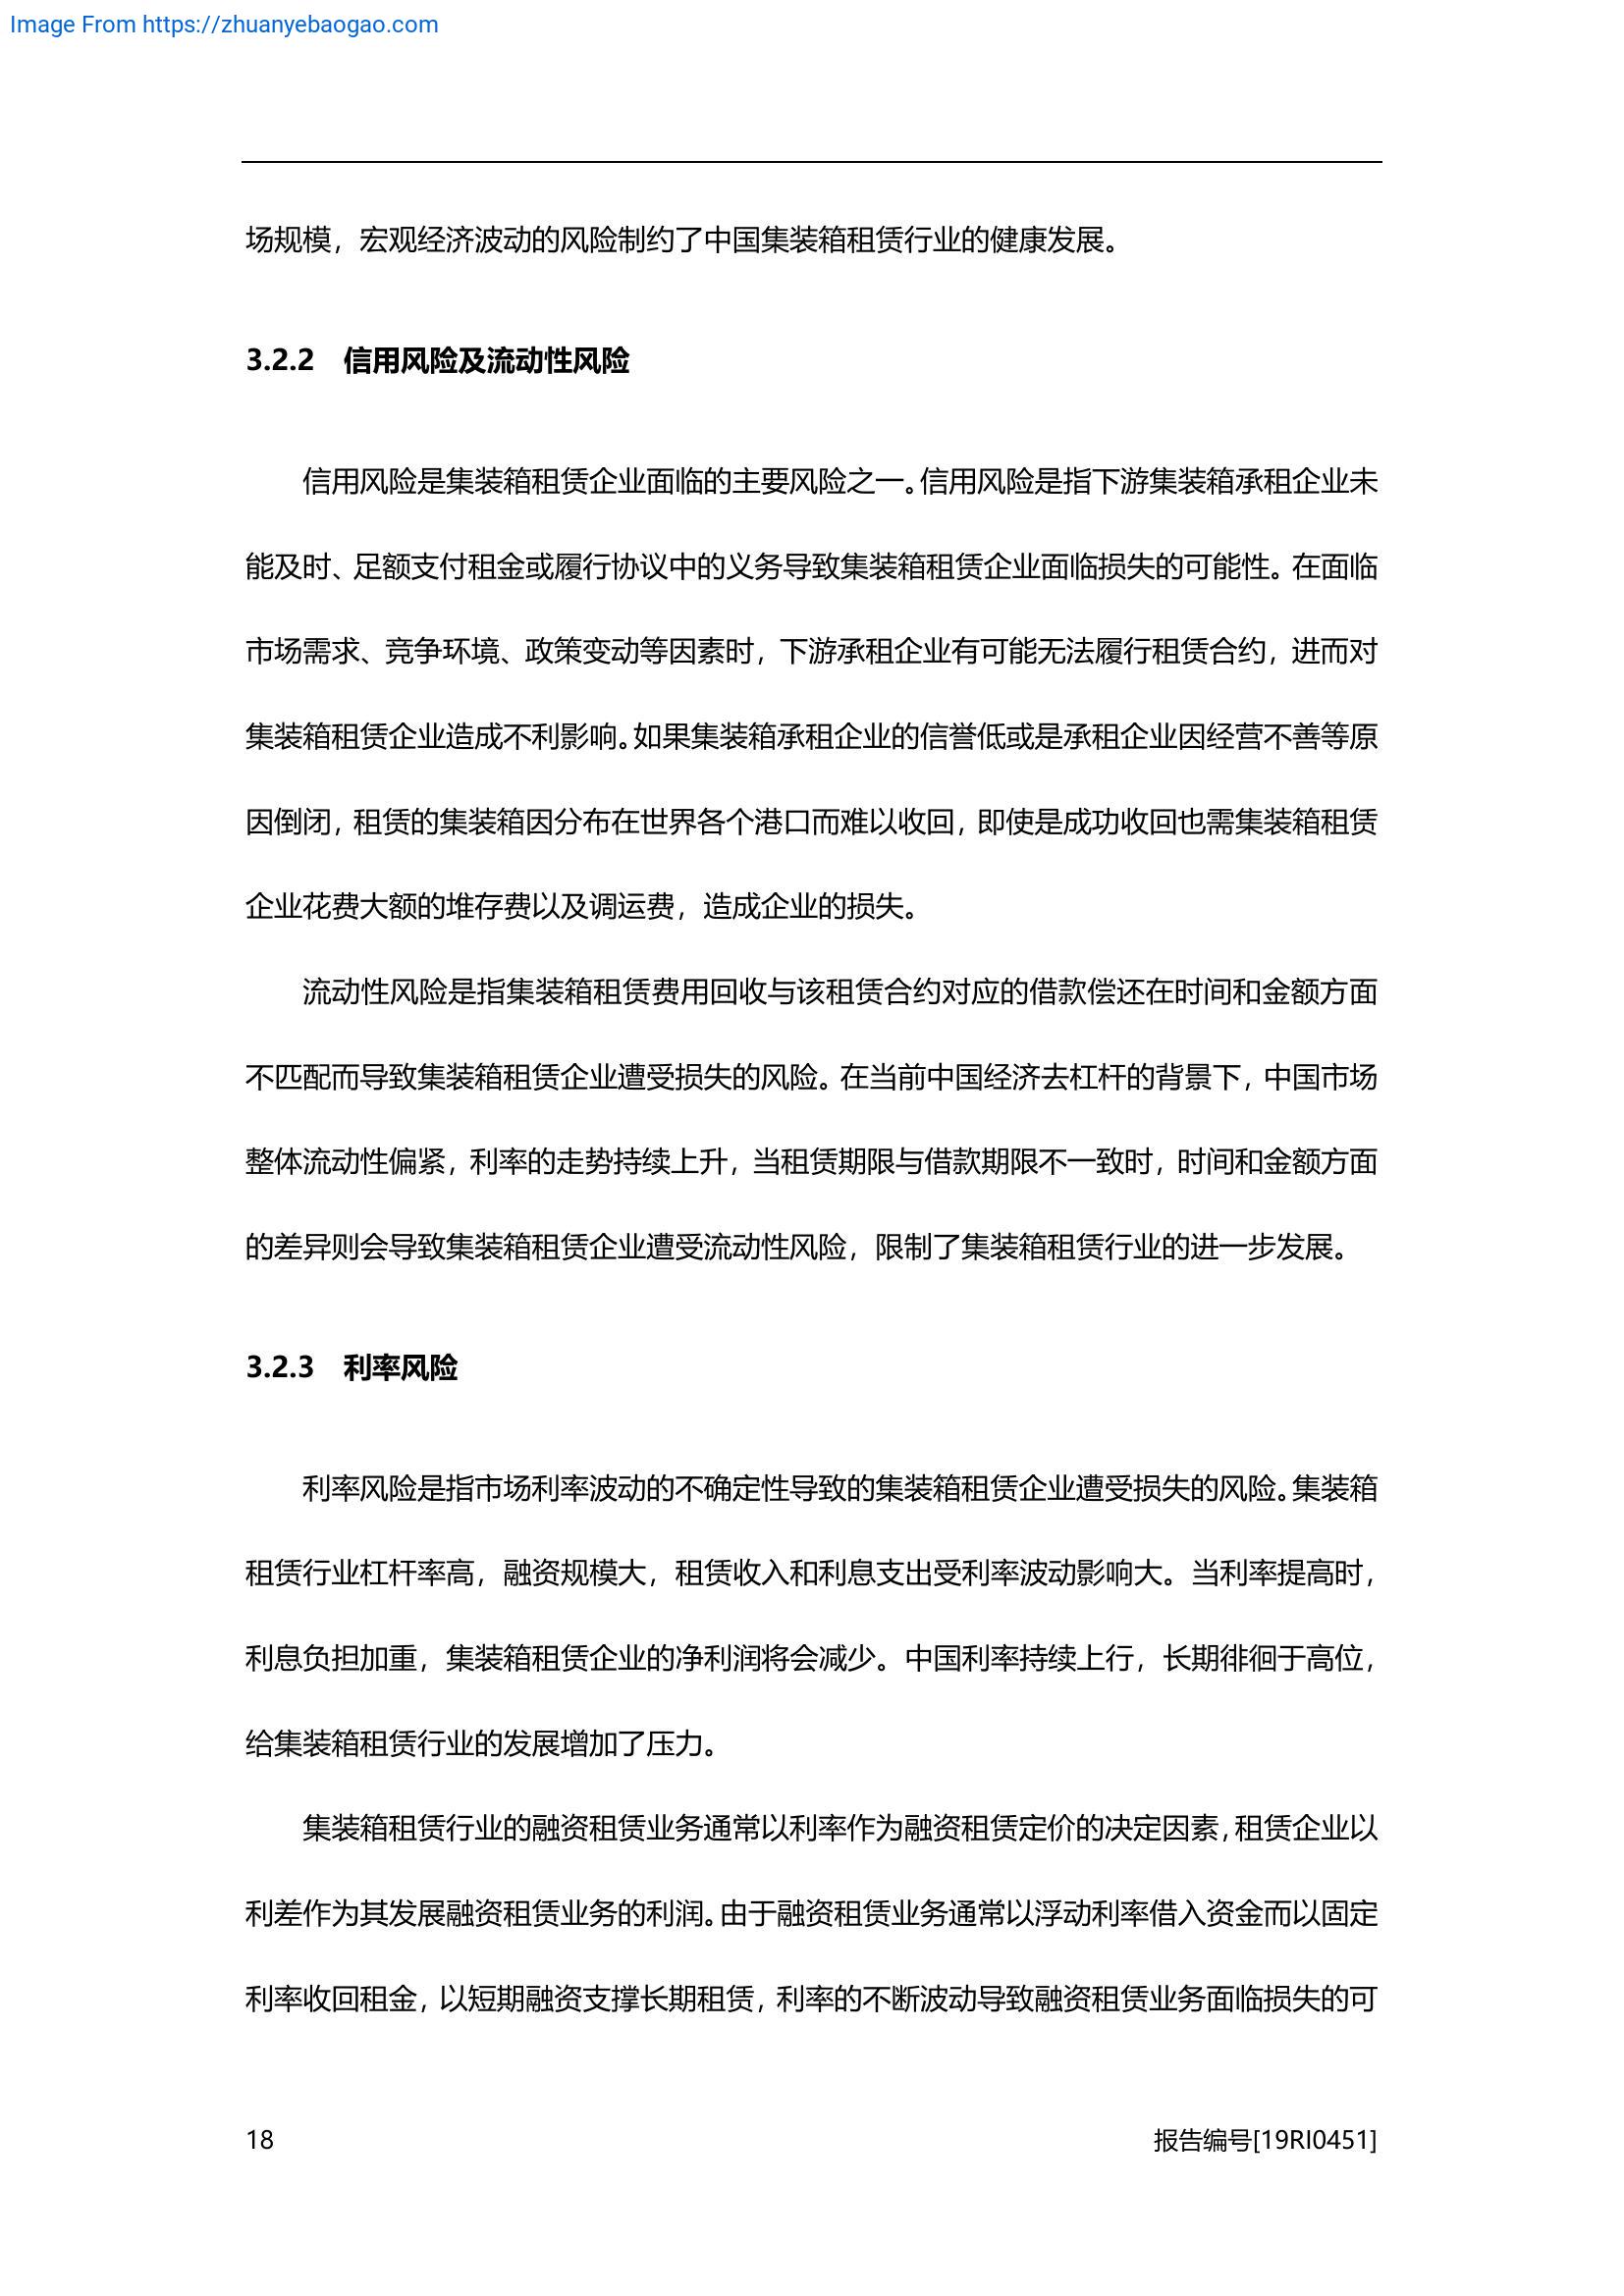 Image From https://zhuanyebaogao.com
场规模，宏观经济波动的风险制约了中国集装箱租赁行业的健康发展。
3.2.2 信用风险及流动性风险
信用风险是集装箱租赁企业面临的主要风险之一。信用风险是指下游集装箱承租企业未
能及时、足额支付租金或履行协议中的义务导致集装箱租赁企业面临损失的可能性。在面临
市场需求、竞争环境、政策变动等因素时，下游承租企业有可能无法履行租赁合约，进而对
集装箱租赁企业造成不利影响。如果集装箱承租企业的信誉低或是承租企业因经营不善等原
因倒闭，租赁的集装箱因分布在世界各个港口而难以收回，即使是成功收回也需集装箱租赁
企业花费大额的堆存费以及调运费，造成企业的损失。
流动性风险是指集装箱租赁费用回收与该租赁合约对应的借款偿还在时间和金额方面
不匹配而导致集装箱租赁企业遭受损失的风险。在当前中国经济去杠杆的背景下，中国市场
整体流动性偏紧，利率的走势持续上升，当租赁期限与借款期限不一致时，时间和金额方面
的差异则会导致集装箱租赁企业遭受流动性风险，限制了集装箱租赁行业的进一步发展。
3.2.3 利率风险
利率风险是指市场利率波动的不确定性导致的集装箱租赁企业遭受损失的风险。集装箱
租赁行业杠杆率高，融资规模大，租赁收入和利息支出受利率波动影响大。当利率提高时，
利息负担加重，集装箱租赁企业的净利润将会减少。中国利率持续上行，长期徘徊于高位，
给集装箱租赁行业的发展增加了压力。
集装箱租赁行业的融资租赁业务通常以利率作为融资租赁定价的决定因素，租赁企业以
利差作为其发展融资租赁业务的利润。由于融资租赁业务通常以浮动利率借入资金而以固定
利率收回租金，以短期融资支撑长期租赁，利率的不断波动导致融资租赁业务面临损失的可
18 报告编号[19RI0451]